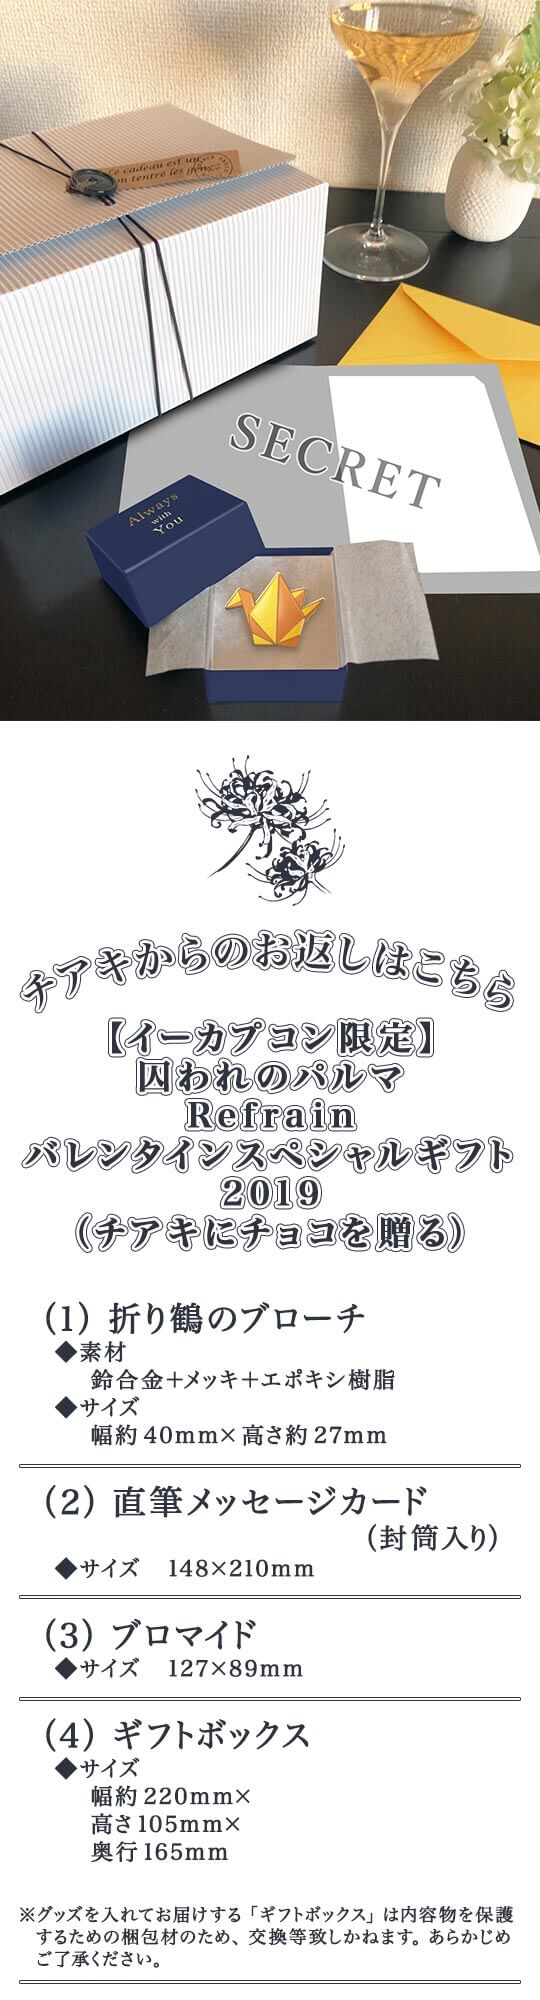 Le cadeau est un
SECRET
Always
with
You
チアキからのお返しはこちら
【イーカプコン限定】
囚われのパルマ
Refrain
バレンタインスペシャルギフト
2019
（チアキにチョコを贈る）
（1）折り鶴のブローチ
◆素材
鈴合金＋メッキ＋エポキシ樹脂
◆サイズ
幅約40mm×高さ約27mm
（2）直筆メッセージカード
（封筒入り）
◆サイズ　148×210mm
（3）ブロマイド
◆サイズ　127×89mm
（4）ギフトボックス
◆サイズ
幅約220mm×
高さ105mm×
奥行165mm
※グッズを入れてお届けする「ギフトボックス」は内容物を保護
するための梱包材のため、交換等致しかねます。あらかじめ
ご了承ください。